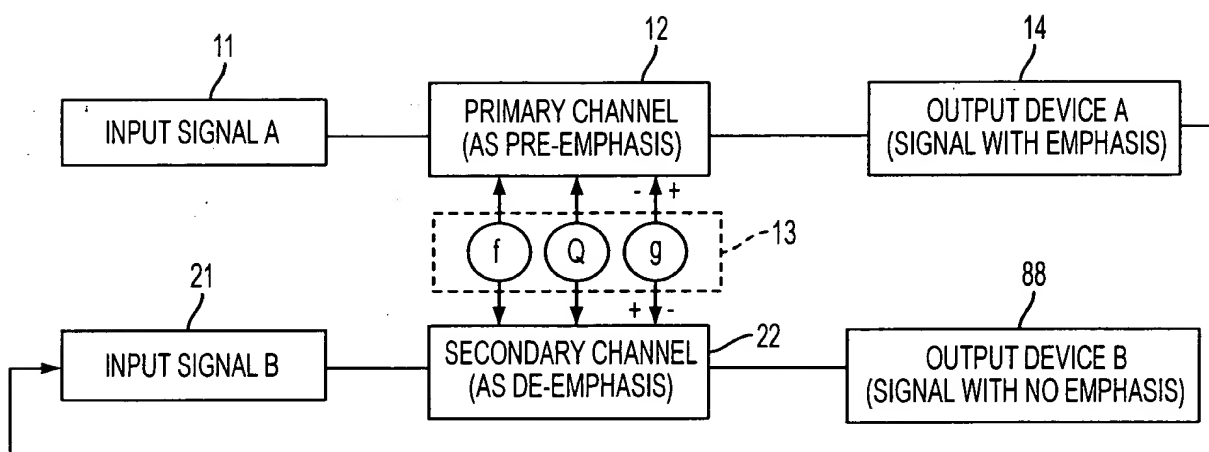 11
12
14
INPUT SIGNAL A
PRIMARY CHANNEL
(AS PRE-EMPHASIS)
OUTPUT DEVICE A
(SIGNAL WITH EMPHASIS)
- +
f Q g
13
21
+ -
88
INPUT SIGNAL B
SECONDARY CHANNEL
(AS DE-EMPHASIS)
22
OUTPUT DEVICE B
(SIGNAL WITH NO EMPHASIS)